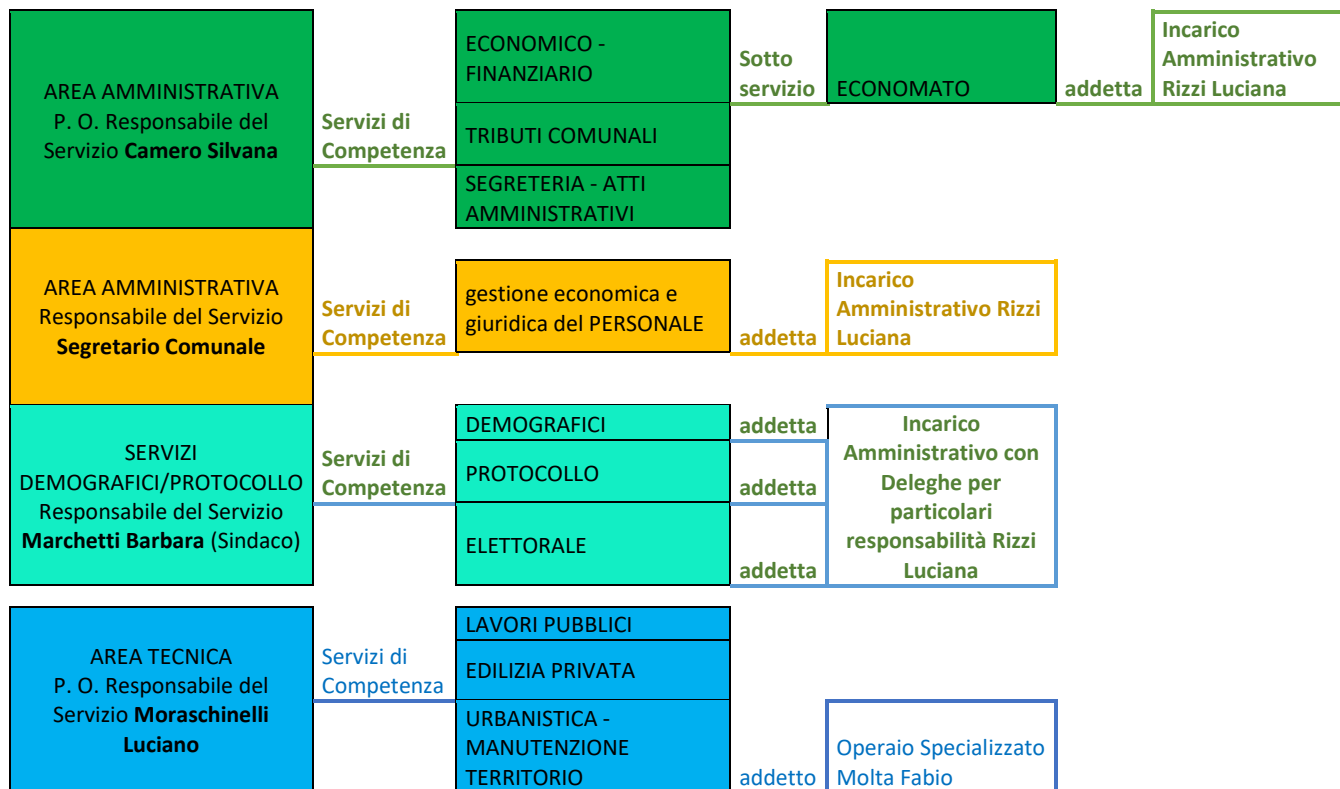 AREA AMMINISTRATIVA
P. O. Responsabile del
Servizio Camero Silvana
Servizi di
Competenza
ECONOMICO -
FINANZIARIO
TRIBUTI COMUNALI
SEGRETERIA - ATTI
AMMINISTRATIVI
Sotto
servizio
ECONOMATO
addetta
Incarico
Amministrativo
Rizzi Luciana
AREA AMMINISTRATIVA
Responsabile del Servizio
Segretario Comunale
Servizi di
Competenza
gestione economica e
giuridica del PERSONALE
addetta
Incarico
Amministrativo Rizzi
Luciana
SERVIZI
DEMOGRAFICI/PROTOCOLLO
Responsabile del Servizio
Marchetti Barbara (Sindaco)
Servizi di
Competenza
DEMOGRAFICI
addetta
PROTOCOLLO
addetta
ELETTORALE
addetta
Incarico
Amministrativo con
Deleghe per
particolari
responsabilità Rizzi
Luciana
AREA TECNICA
P. O. Responsabile del
Servizio Moraschinelli
Luciano
Servizi di
Competenza
LAVORI PUBBLICI
EDILIZIA PRIVATA
URBANISTICA -
MANUTENZIONE
TERRITORIO
addetto
Operaio Specializzato
Molta Fabio